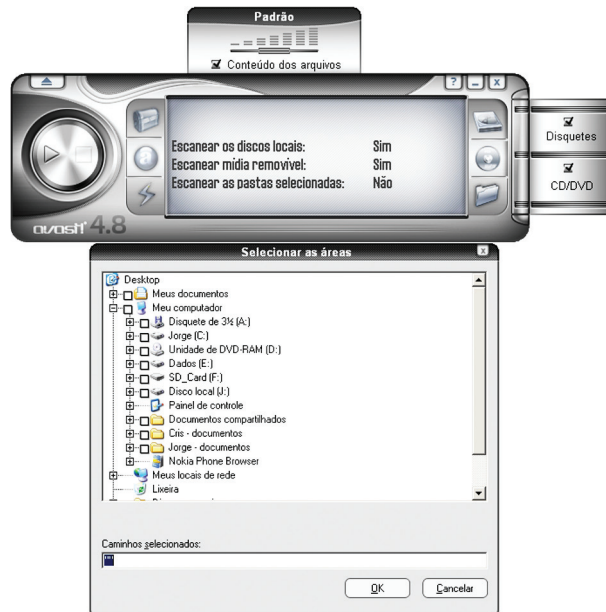 Padrão
Conteúdo dos arquivos
?
_
x
Escanear os discos locais: Sim
Escanear mídia removível: Sim
Escanear as pastas selecionadas: Não
Disquetes
CD/DVD
avast! 4.8
Selecionar as áreas
x
Desktop
Meus documentos
Meu computador
Disquete de 3½ (A:)
Jorge (C:)
Unidade de DVD-RAM (D:)
Dados (E:)
SD_Card (F:)
Disco local (J:)
Painel de controle
Documentos compartilhados
Cris - documentos
Jorge - documentos
Nokia Phone Browser
Meus locais de rede
Lixeira
Caminhos selecionados:
OK
Cancelar